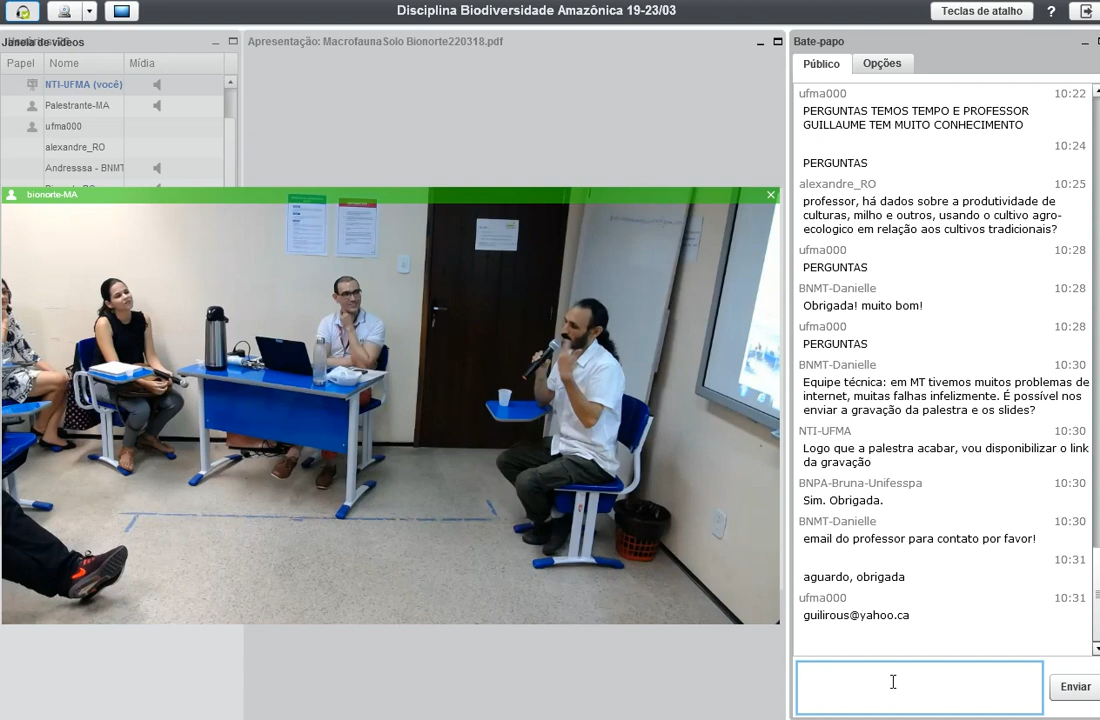 Disciplina Biodiversidade Amazônica 19-23/03
Teclas de atalho
?
Janela de vídeos
Papel Nome Mídia
NTI-UFMA (você)
Palestrante-MA
ufma000
alexandre_RO
Andresssa - BNMT
bionorte-MA
Apresentação: MacrofaunaSolo Bionorte220318.pdf
Bate-papo
Público Opções
ufma000 10:22
PERGUNTAS TEMOS TEMPO E PROFESSOR
GUILLAUME TEM MUITO CONHECIMENTO
10:24
PERGUNTAS
alexandre_RO 10:25
professor, há dados sobre a produtividade de
culturas, milho e outros, usando o cultivo agro-
ecologico em relação aos cultivos tradicionais?
ufma000 10:28
PERGUNTAS
BNMT-Danielle 10:28
Obrigada! muito bom!
ufma000 10:28
PERGUNTAS
BNMT-Danielle 10:30
Equipe técnica: em MT tivemos muitos problemas de
internet, muitas falhas infelizmente. É possível nos
enviar a gravação da palestra e os slides?
NTI-UFMA 10:30
Logo que a palestra acabar, vou disponibilizar o link
da gravação
BNPA-Bruna-Unifesspa 10:30
Sim. Obrigada.
BNMT-Danielle 10:30
email do professor para contato por favor!
10:31
aguardo, obrigada
ufma000 10:31
guilirous@yahoo.ca
Enviar